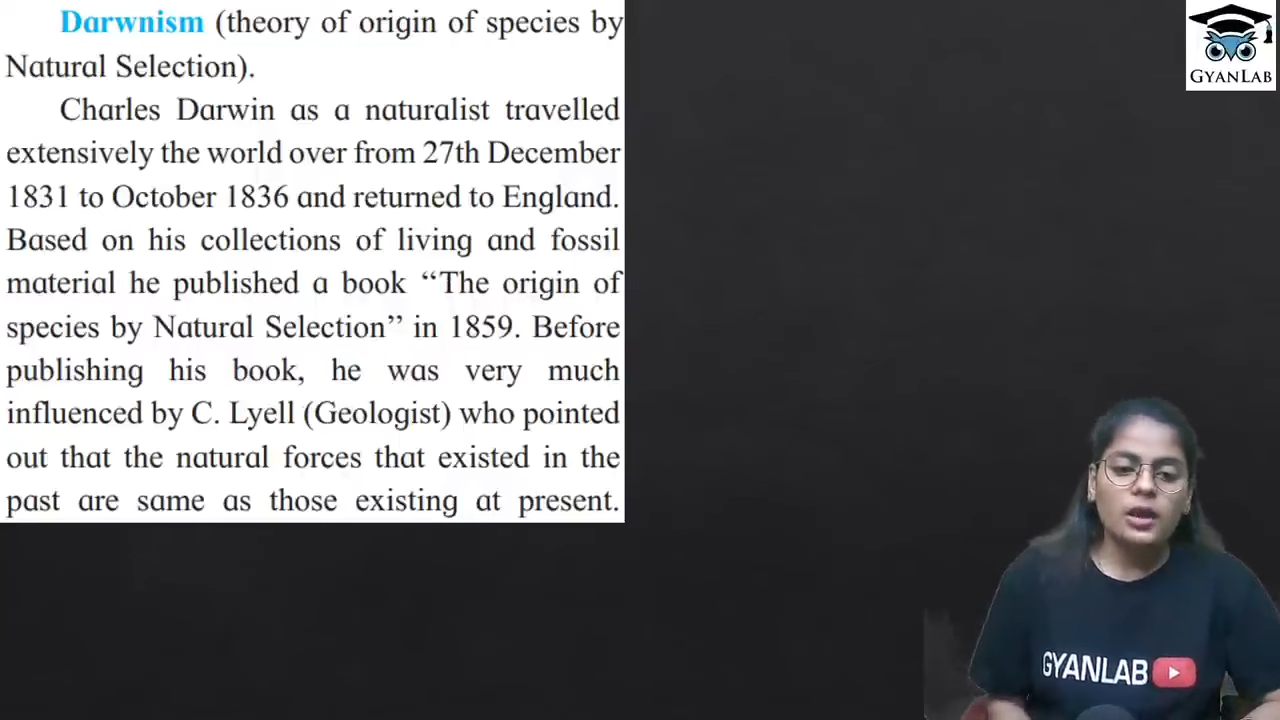 Darwnism (theory of origin of species by
Natural Selection).
Charles Darwin as a naturalist travelled
extensively the world over from 27th December
1831 to October 1836 and returned to England.
Based on his collections of living and fossil
material he published a book “The origin of
species by Natural Selection” in 1859. Before
publishing his book, he was very much
influenced by C. Lyell (Geologist) who pointed
out that the natural forces that existed in the
past are same as those existing at present.
GYANLAB
GYANLAB